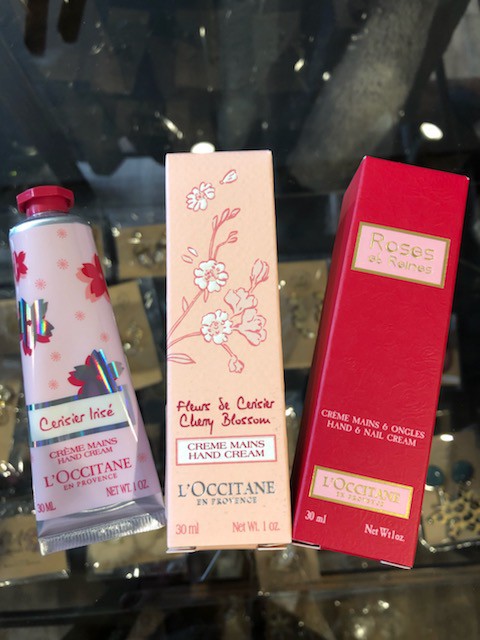 Cerisier Irisé
CRÈME MAINS
HAND CREAM
L'OCCITANE
EN PROVENCE
30 ML NET WT. 1 OZ.
Fleurs de Cerisier
Cherry Blossom
CREME MAINS
HAND CREAM
L'OCCITANE
EN PROVENCE
30 ml Net Wt. 1 oz.
Roses
et Reines
CRÈME MAINS & ONGLES
HAND & NAIL CREAM
L'OCCITANE
EN PROVENCE
30 ml Net Wt 1 oz.